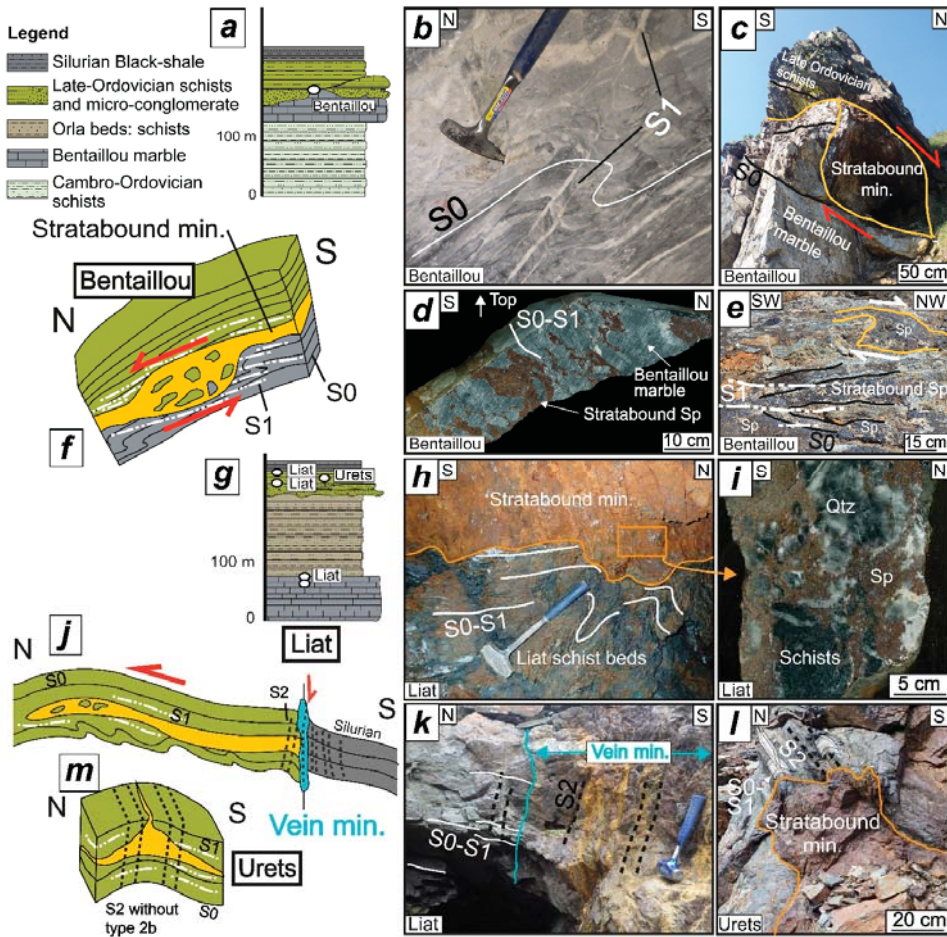 Legend
Silurian Black-shale
Late-Ordovician schists
and micro-conglomerate
Orla beds: schists
Bentaillou marble
Cambro-Ordovician
schists
a
Bentaillou
100 m
0
b
N
S
S1
S0
Bentaillou
c
S
N
Late Ordovician
schists
Stratabound
min.
S0
Bentaillou
marble
Bentaillou
50 cm
Stratabound min.
Bentaillou
N
S
S0
S1
f
d
S
Top
N
S0-S1
Bentaillou
marble
Stratabound Sp
Bentaillou
10 cm
e
SW
NW
Sp
S1
Stratabound Sp
Sp
Sp
S0
Bentaillou
15 cm
g
Liat
Liat
Urets
100 m
Liat
0
h
S
N
Stratabound min.
S0-S1
Liat schist beds
Liat
i
S
N
Qtz
Sp
Schists
Liat
5 cm
j
Liat
N
S
S0
S1
S2
Silurian
Vein min.
k
N
S
Vein min.
S2
S0-S1
Liat
l
N
S
S2
S0-
S1
Stratabound
min.
Urets
20 cm
m
N
S
S1
S0
Urets
S2 without
type 2b